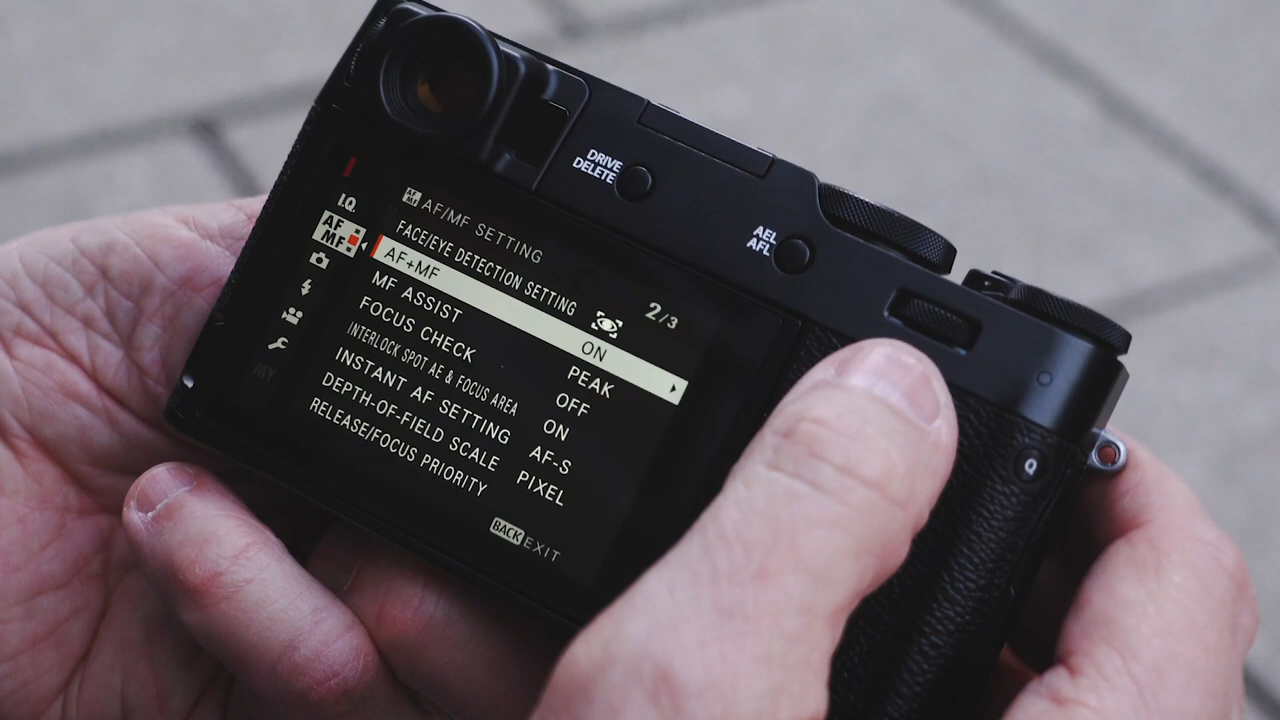 DRIVE
DELETE
AEL
AFL
Q
I.Q.
AF
MF
MY
AF
MF
AF/MF SETTING
2/3
FACE/EYE DETECTION SETTING
AF+MF ON
MF ASSIST PEAK
FOCUS CHECK OFF
INTERLOCK SPOT AE & FOCUS AREA ON
INSTANT AF SETTING AF-S
DEPTH-OF-FIELD SCALE PIXEL
RELEASE/FOCUS PRIORITY
BACK EXIT